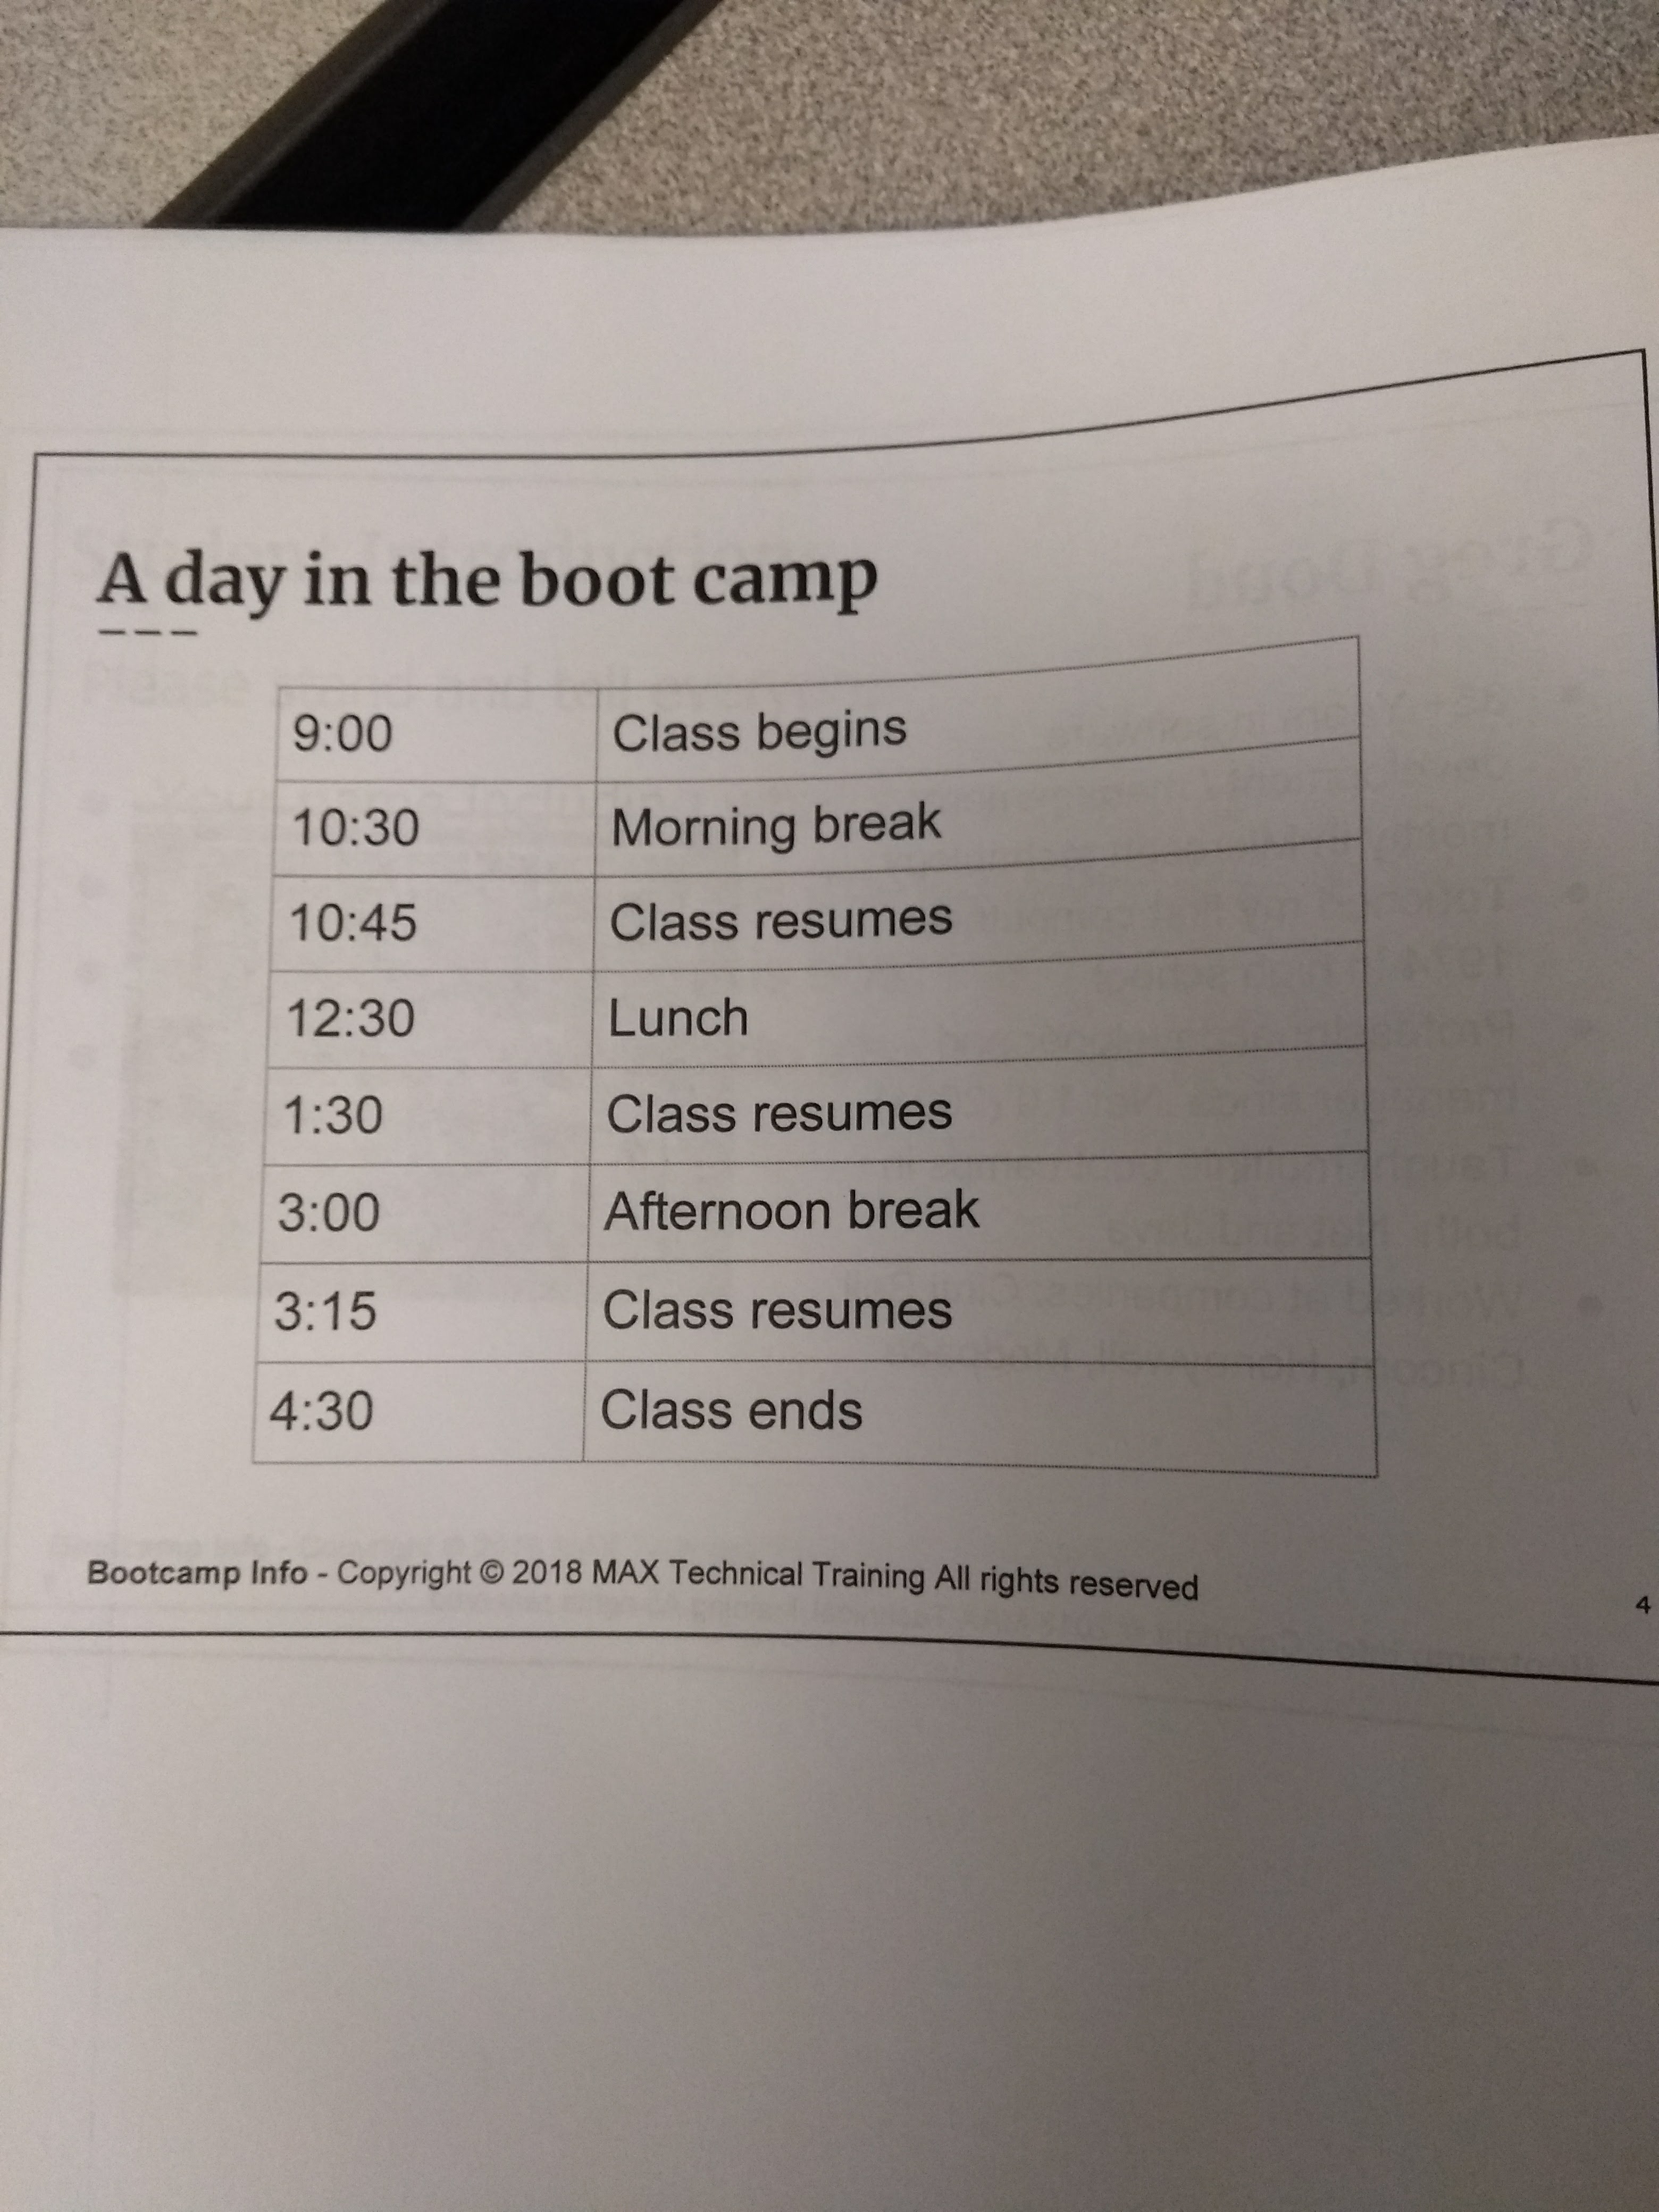 A day in the boot camp
9:00 Class begins
10:30 Morning break
10:45 Class resumes
12:30 Lunch
1:30 Class resumes
3:00 Afternoon break
3:15 Class resumes
4:30 Class ends
Bootcamp Info - Copyright © 2018 MAX Technical Training All rights reserved
4